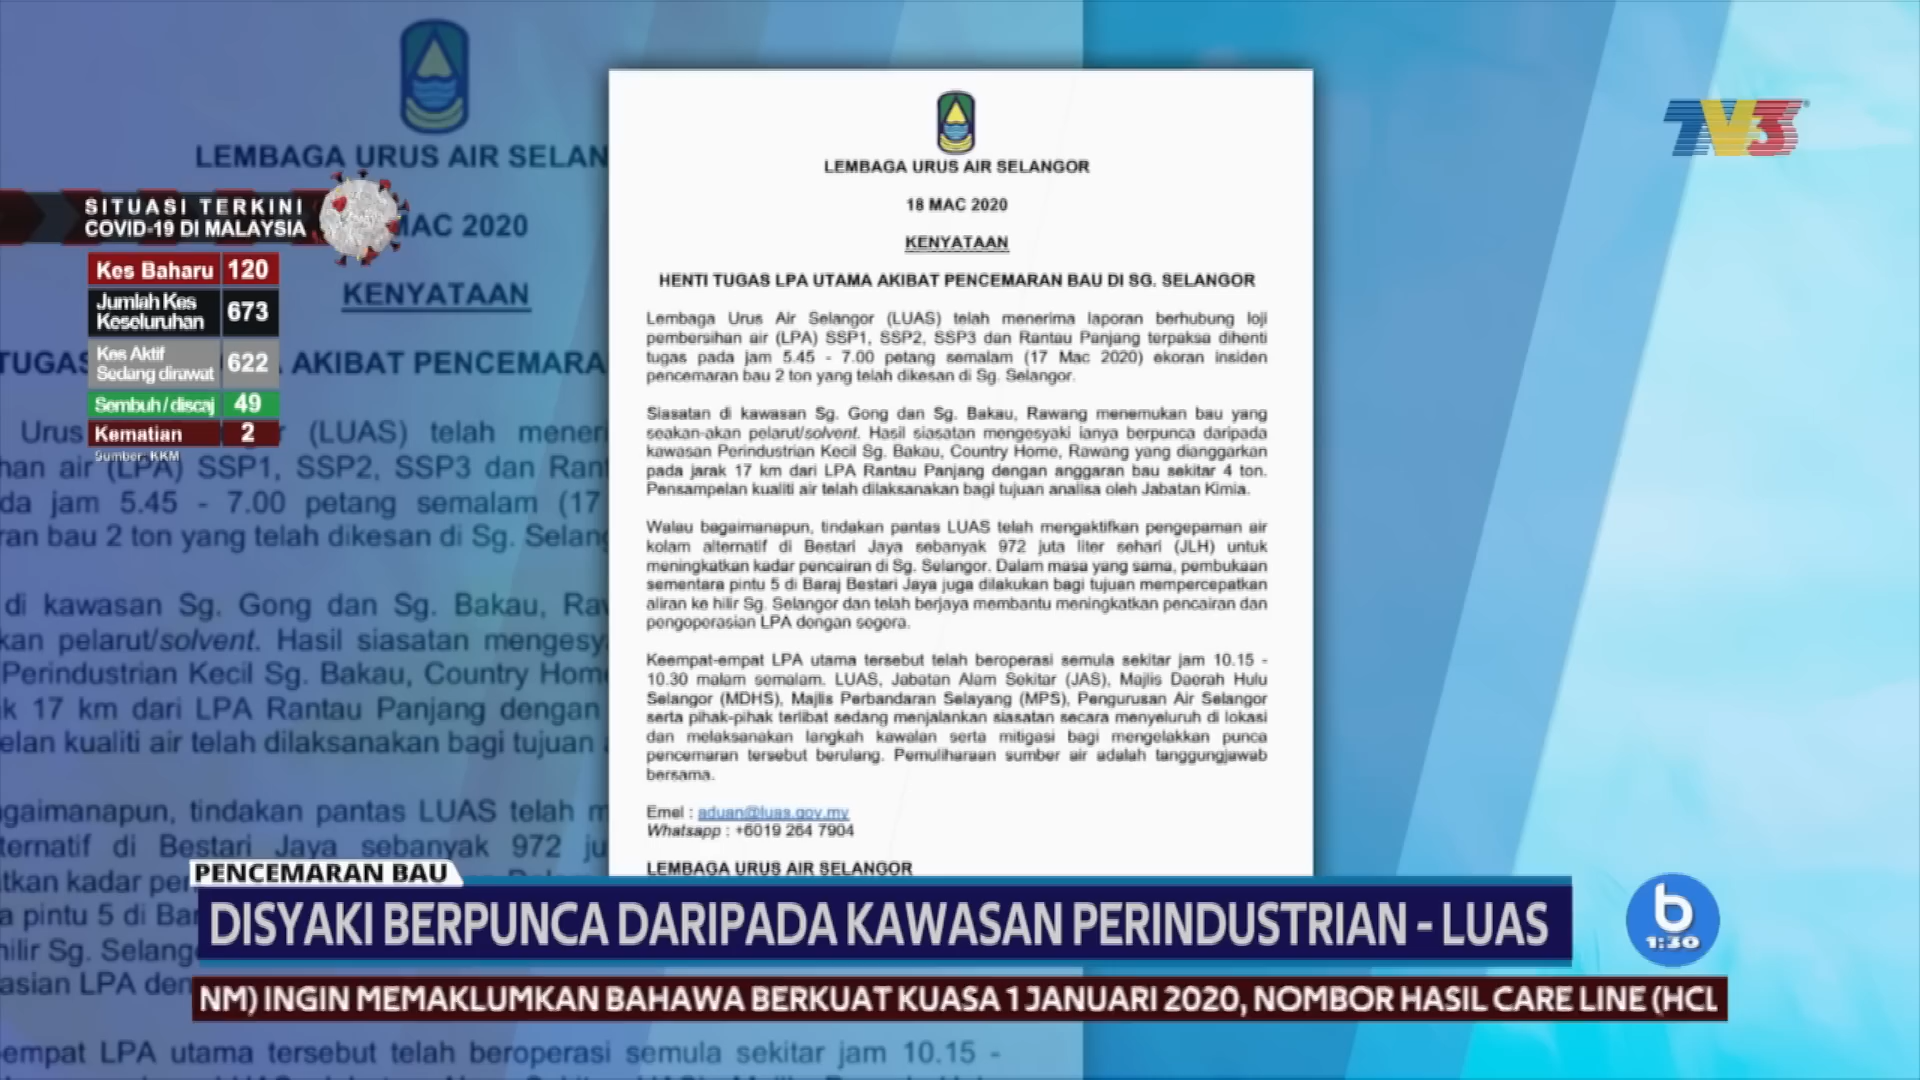 LEMBAGA URUS AIR SELAN
MAC 2020
KENYATAAN
TUGAS
AKIBAT PENCEMARA
Urus
(LUAS) telah meneri
han air (LPA) SSP1, SSP2, SSP3 dan Rant
da jam 5.45 - 7.00 petang semalam (17
ran bau 2 ton yang telah dikesan di Sg. Selang
di kawasan Sg. Gong dan Sg. Bakau, Raw
kan pelarut/solvent. Hasil siasatan mengesy
Perindustrian Kecil Sg. Bakau, Country Hom
ak 17 km dari LPA Rantau Panjang dengan
elan kualiti air telah dilaksanakan bagi tujuan
gaimanapun, tindakan pantas LUAS telah m
ternatif di Bestari Jaya sebanyak 972 ju
tkan kadar pen
a pintu 5 di Bar
hilir Sg. Selang
asian LPA den
empat LPA utama tersebut telah beroperasi semula sekitar jam 10.15 -
SITUASI TERKINI
COVID-19 DI MALAYSIA
Kes Baharu 120
Jumlah Kes
Keseluruhan 673
Kes Aktif
Sedang dirawat 622
Sembuh / discaj 49
Kematian 2
Sumber: KKM
LEMBAGA URUS AIR SELANGOR
18 MAC 2020
KENYATAAN
HENTI TUGAS LPA UTAMA AKIBAT PENCEMARAN BAU DI SG. SELANGOR
Lembaga Urus Air Selangor (LUAS) telah menerima laporan berhubung loji
pembersihan air (LPA) SSP1, SSP2, SSP3 dan Rantau Panjang terpaksa dihenti
tugas pada jam 5.45 - 7.00 petang semalam (17 Mac 2020) ekoran insiden
pencemaran bau 2 ton yang telah dikesan di Sg. Selangor.
Siasatan di kawasan Sg. Gong dan Sg. Bakau, Rawang menemukan bau yang
seakan-akan pelarut/solvent. Hasil siasatan mengesyaki ianya berpunca daripada
kawasan Perindustrian Kecil Sg. Bakau, Country Home, Rawang yang dianggarkan
pada jarak 17 km dari LPA Rantau Panjang dengan anggaran bau sekitar 4 ton.
Pensampelan kualiti air telah dilaksanakan bagi tujuan analisa oleh Jabatan Kimia.
Walau bagaimanapun, tindakan pantas LUAS telah mengaktifkan pengepaman air
kolam alternatif di Bestari Jaya sebanyak 972 juta liter sehari (JLH) untuk
meningkatkan kadar pencairan di Sg. Selangor. Dalam masa yang sama, pembukaan
sementara pintu 5 di Baraj Bestari Jaya juga dilakukan bagi tujuan mempercepatkan
aliran ke hilir Sg. Selangor dan telah berjaya membantu meningkatkan pencairan dan
pengoperasian LPA dengan segera.
Keempat-empat LPA utama tersebut telah beroperasi semula sekitar jam 10.15 -
10.30 malam semalam. LUAS, Jabatan Alam Sekitar (JAS), Majlis Daerah Hulu
Selangor (MDHS), Majlis Perbandaran Selayang (MPS), Pengurusan Air Selangor
serta pihak-pihak terlibat sedang menjalankan siasatan secara menyeluruh di lokasi
dan melaksanakan langkah kawalan serta mitigasi bagi mengelakkan punca
pencemaran tersebut berulang. Pemuliharaan sumber air adalah tanggungjawab
bersama.
Emel : aduan@luas.gov.my
Whatsapp : +6019 264 7904
LEMBAGA URUS AIR SELANGOR
TV3
PENCEMARAN BAU
DISYAKI BERPUNCA DARIPADA KAWASAN PERINDUSTRIAN - LUAS
b
1:30
NM) INGIN MEMAKLUMKAN BAHAWA BERKUAT KUASA 1 JANUARI 2020, NOMBOR HASIL CARE LINE (HCL